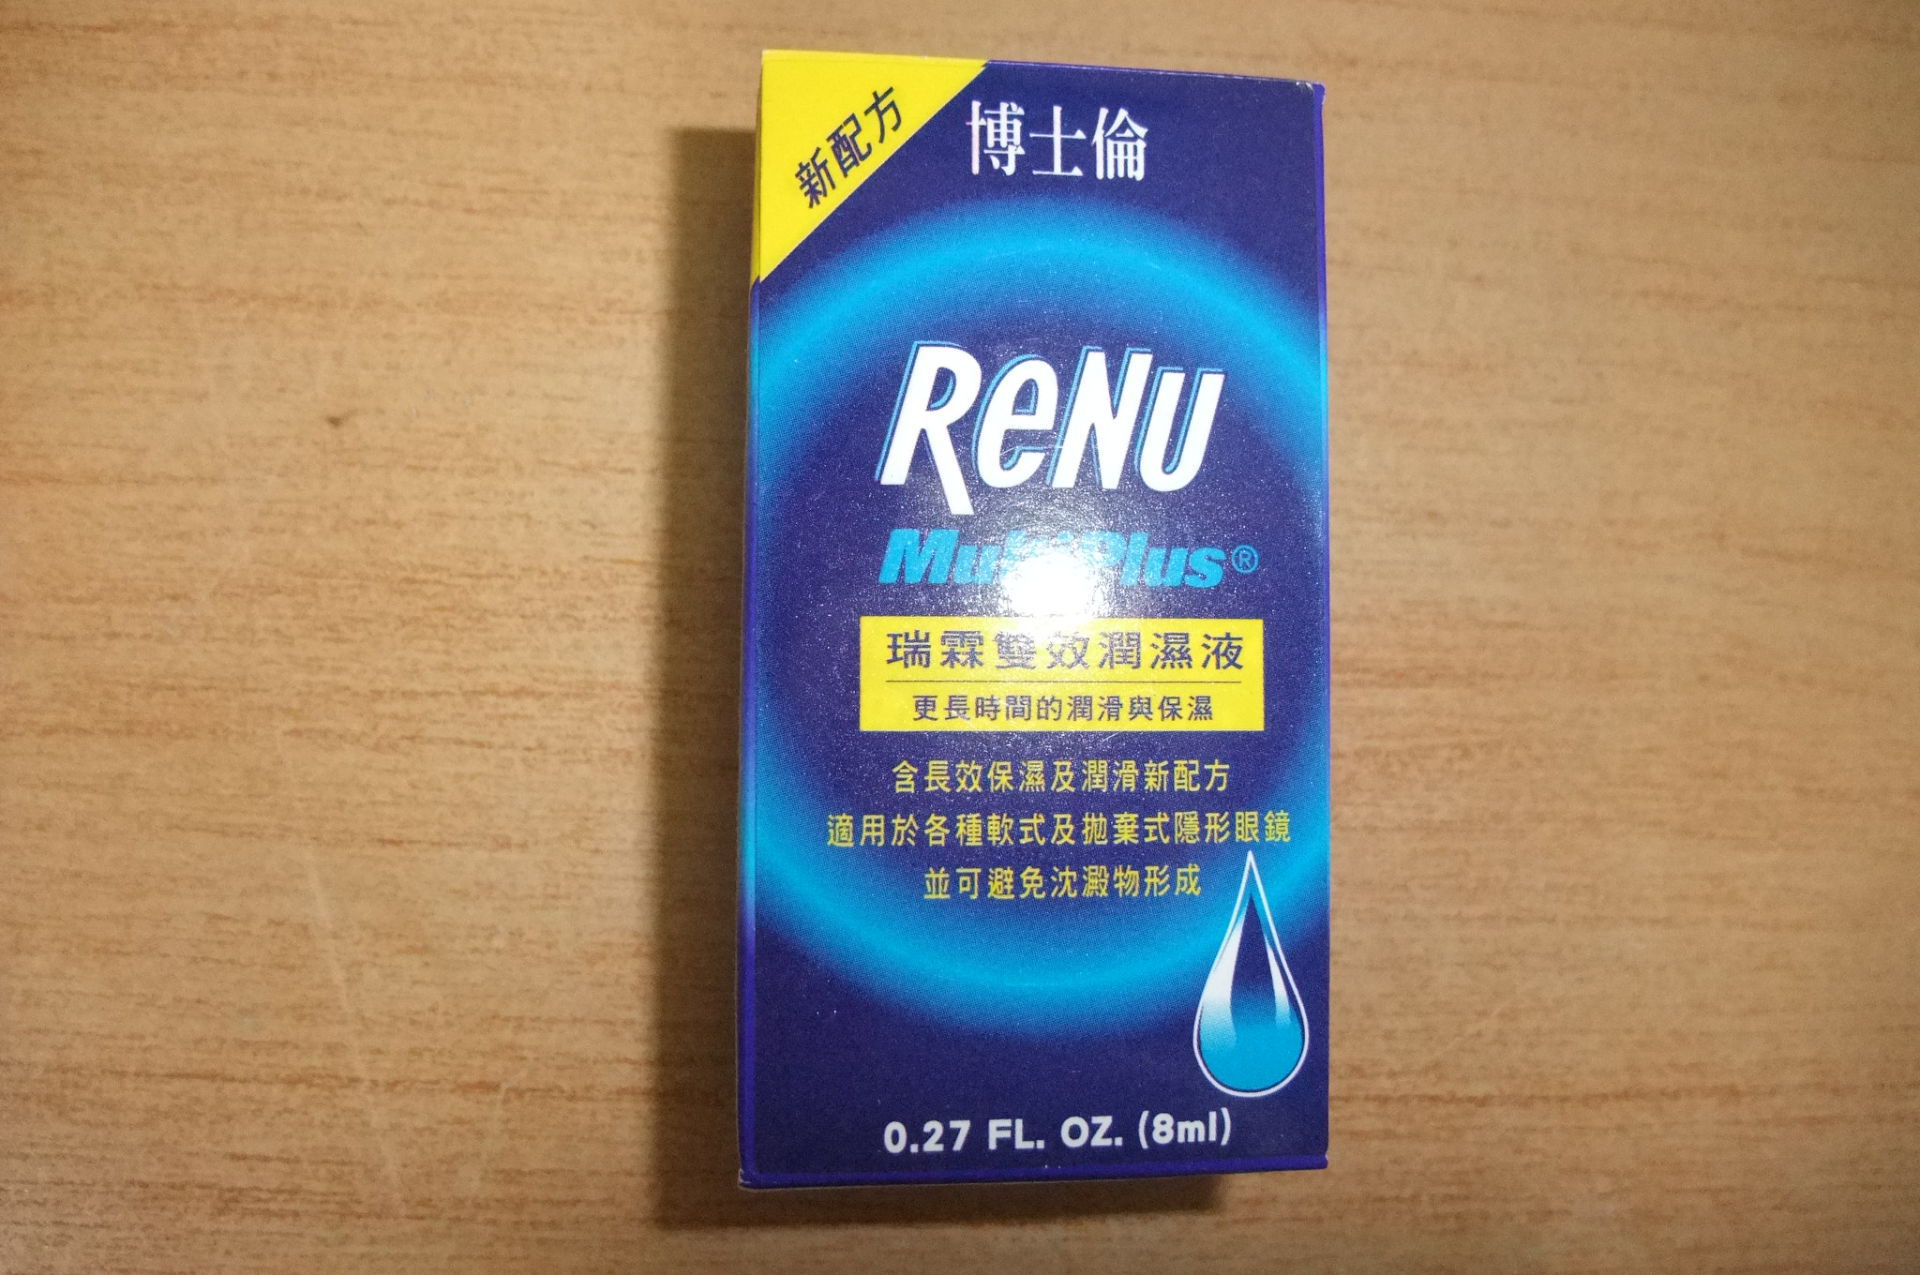 新配方
博士倫
ReNu
MultiPlus®
瑞霖雙效潤濕液
更長時間的潤滑與保濕
含長效保濕及潤滑新配方
適用於各種軟式及拋棄式隱形眼鏡
並可避免沈澱物形成
0.27 FL. OZ. (8ml)